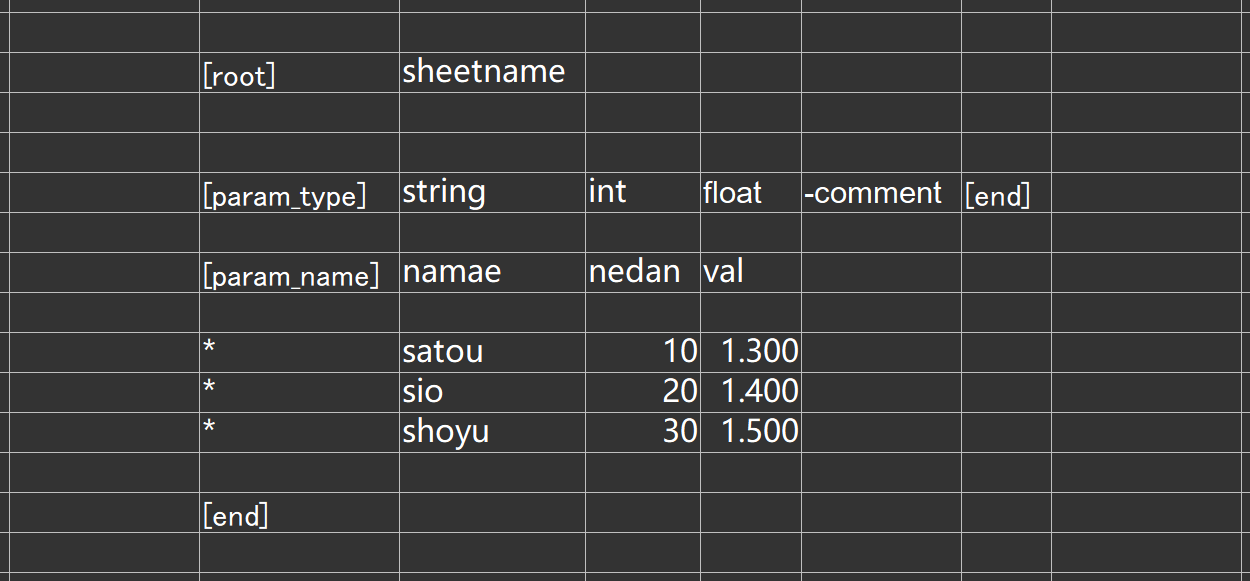 [root] sheetname
[param_type] string int float -comment [end]
[param_name] namae nedan val
* satou 10 1.300
* sio 20 1.400
* shoyu 30 1.500
[end]